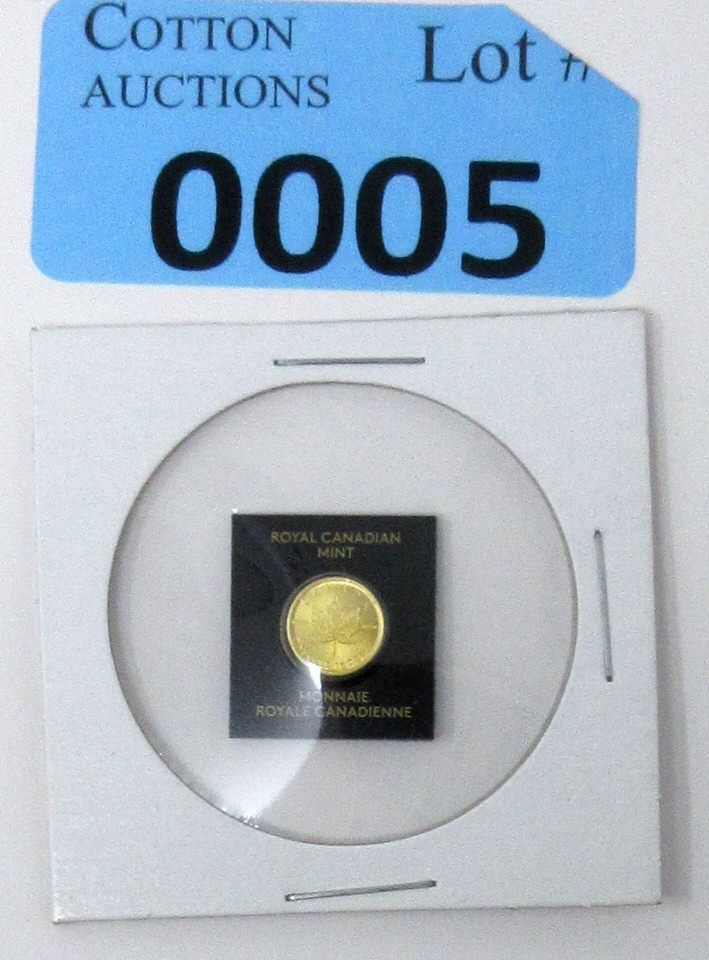 COTTON Lot #
AUCTIONS
0005
ROYAL CANADIAN
MINT
MONNAIE
ROYALE CANADIENNE